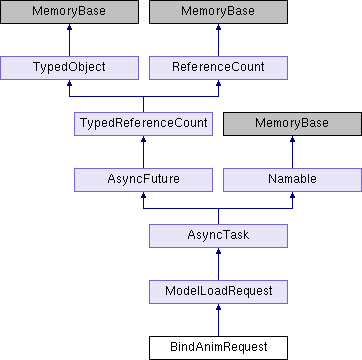 MemoryBase MemoryBase
TypedObject ReferenceCount
TypedReferenceCount MemoryBase
AsyncFuture Namable
AsyncTask
ModelLoadRequest
BindAnimRequest